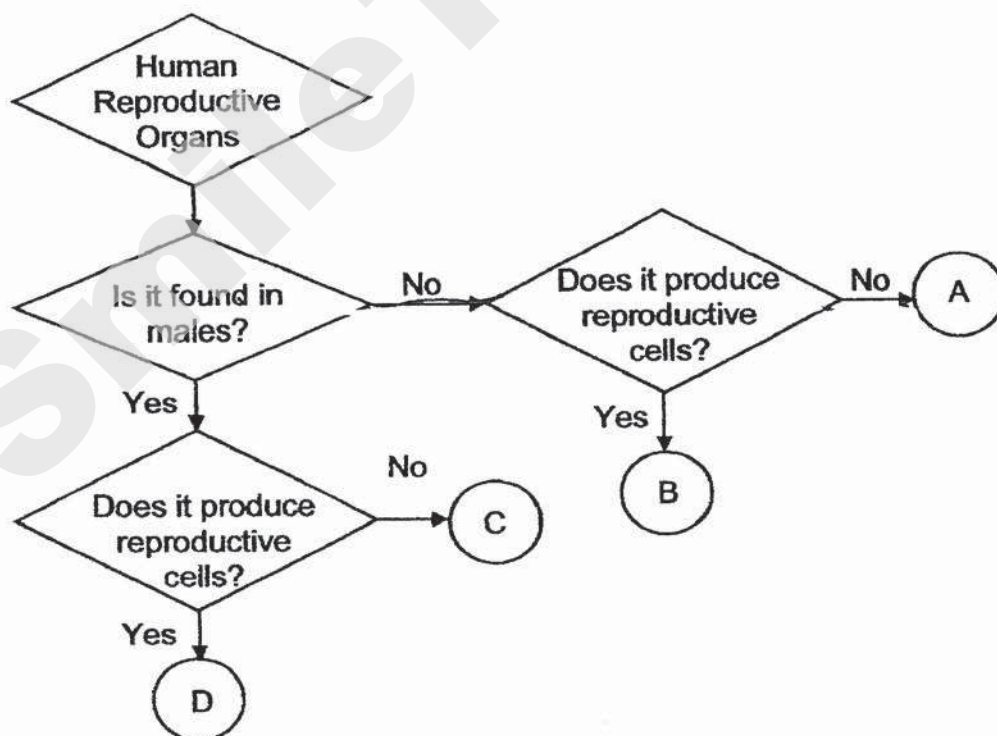 Human
Reproductive
Organs
Is it found in
males?
No
Does it produce
reproductive
cells?
No
A
Yes
B
Yes
Does it produce
reproductive
cells?
No
C
Yes
D
Smile